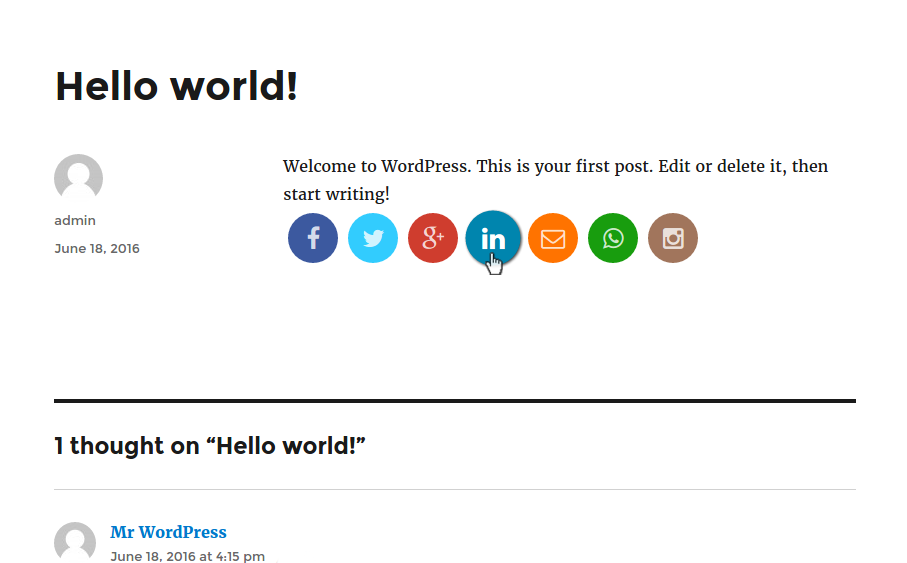 Hello world!
admin
June 18, 2016
Welcome to WordPress. This is your first post. Edit or delete it, then
start writing!
f
g+
in
1 thought on “Hello world!”
Mr WordPress
June 18, 2016 at 4:15 pm